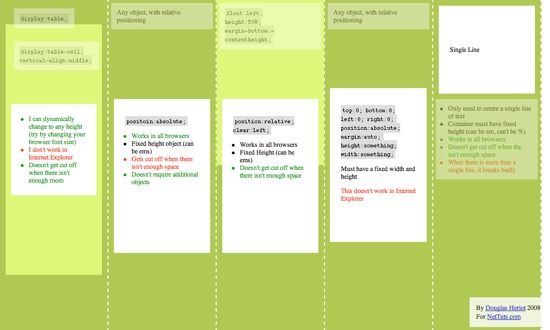 display:table;
display:table-cell;
vertical-align:middle;
I can dynamically
change to any height
(try by changing your
browser font size)
I don't work in
Internet Explorer
Doesn't get cut off
when there isn't
enough room
Any object, with relative
positioning
positoin:absolute;
Works in all browsers
Fixed height object (can
be ems)
Gets cut off when there
isn't enough space
Doesn't require additional
objects
float:left;
height:50%;
margin-bottom:-
contentheight;
position:relative;
clear:left;
Works in all browsers
Fixed Height (can be
ems)
Doesn't get cut off when
there isn't enough space
Any object, with relative
positioning
top:0; bottom:0;
left:0; right:0;
position:absolute;
margin:auto;
height:something;
width:something;
Must have a fixed width and
height
This doesn't work in Internet
Explorer
Single Line
Only used to centre a single line
of text
Container must have fixed
height (can be em, can't be %)
Works in all browsers
Doesn't get cut off when the
isn't enough space
When there is more than a
single line, it breaks badly
By Douglas Heriot 2008
For NetTuts.com